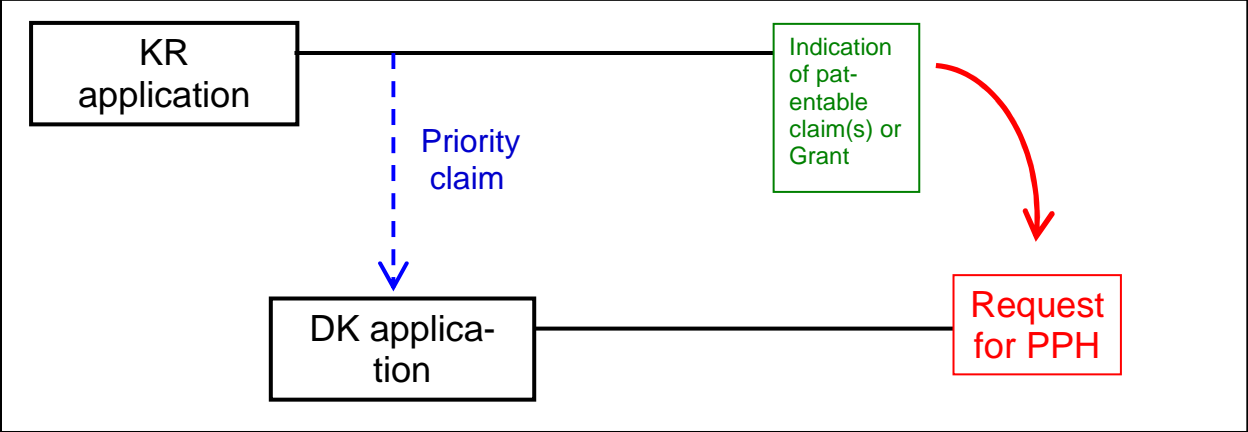 KR
application
Indication
of pat-
entable
claim(s) or
Grant
Priority
claim
DK applica-
tion
Request
for PPH